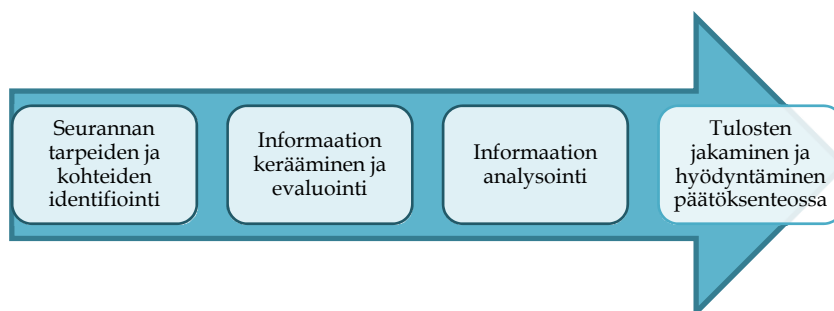 Seurannan
tarpeiden ja
kohteiden
identifiointi
Informaation
kerääminen ja
evaluointi
Informaation
analysointi
Tulosten
jakaminen ja
hyödyntäminen
päätöksenteossa